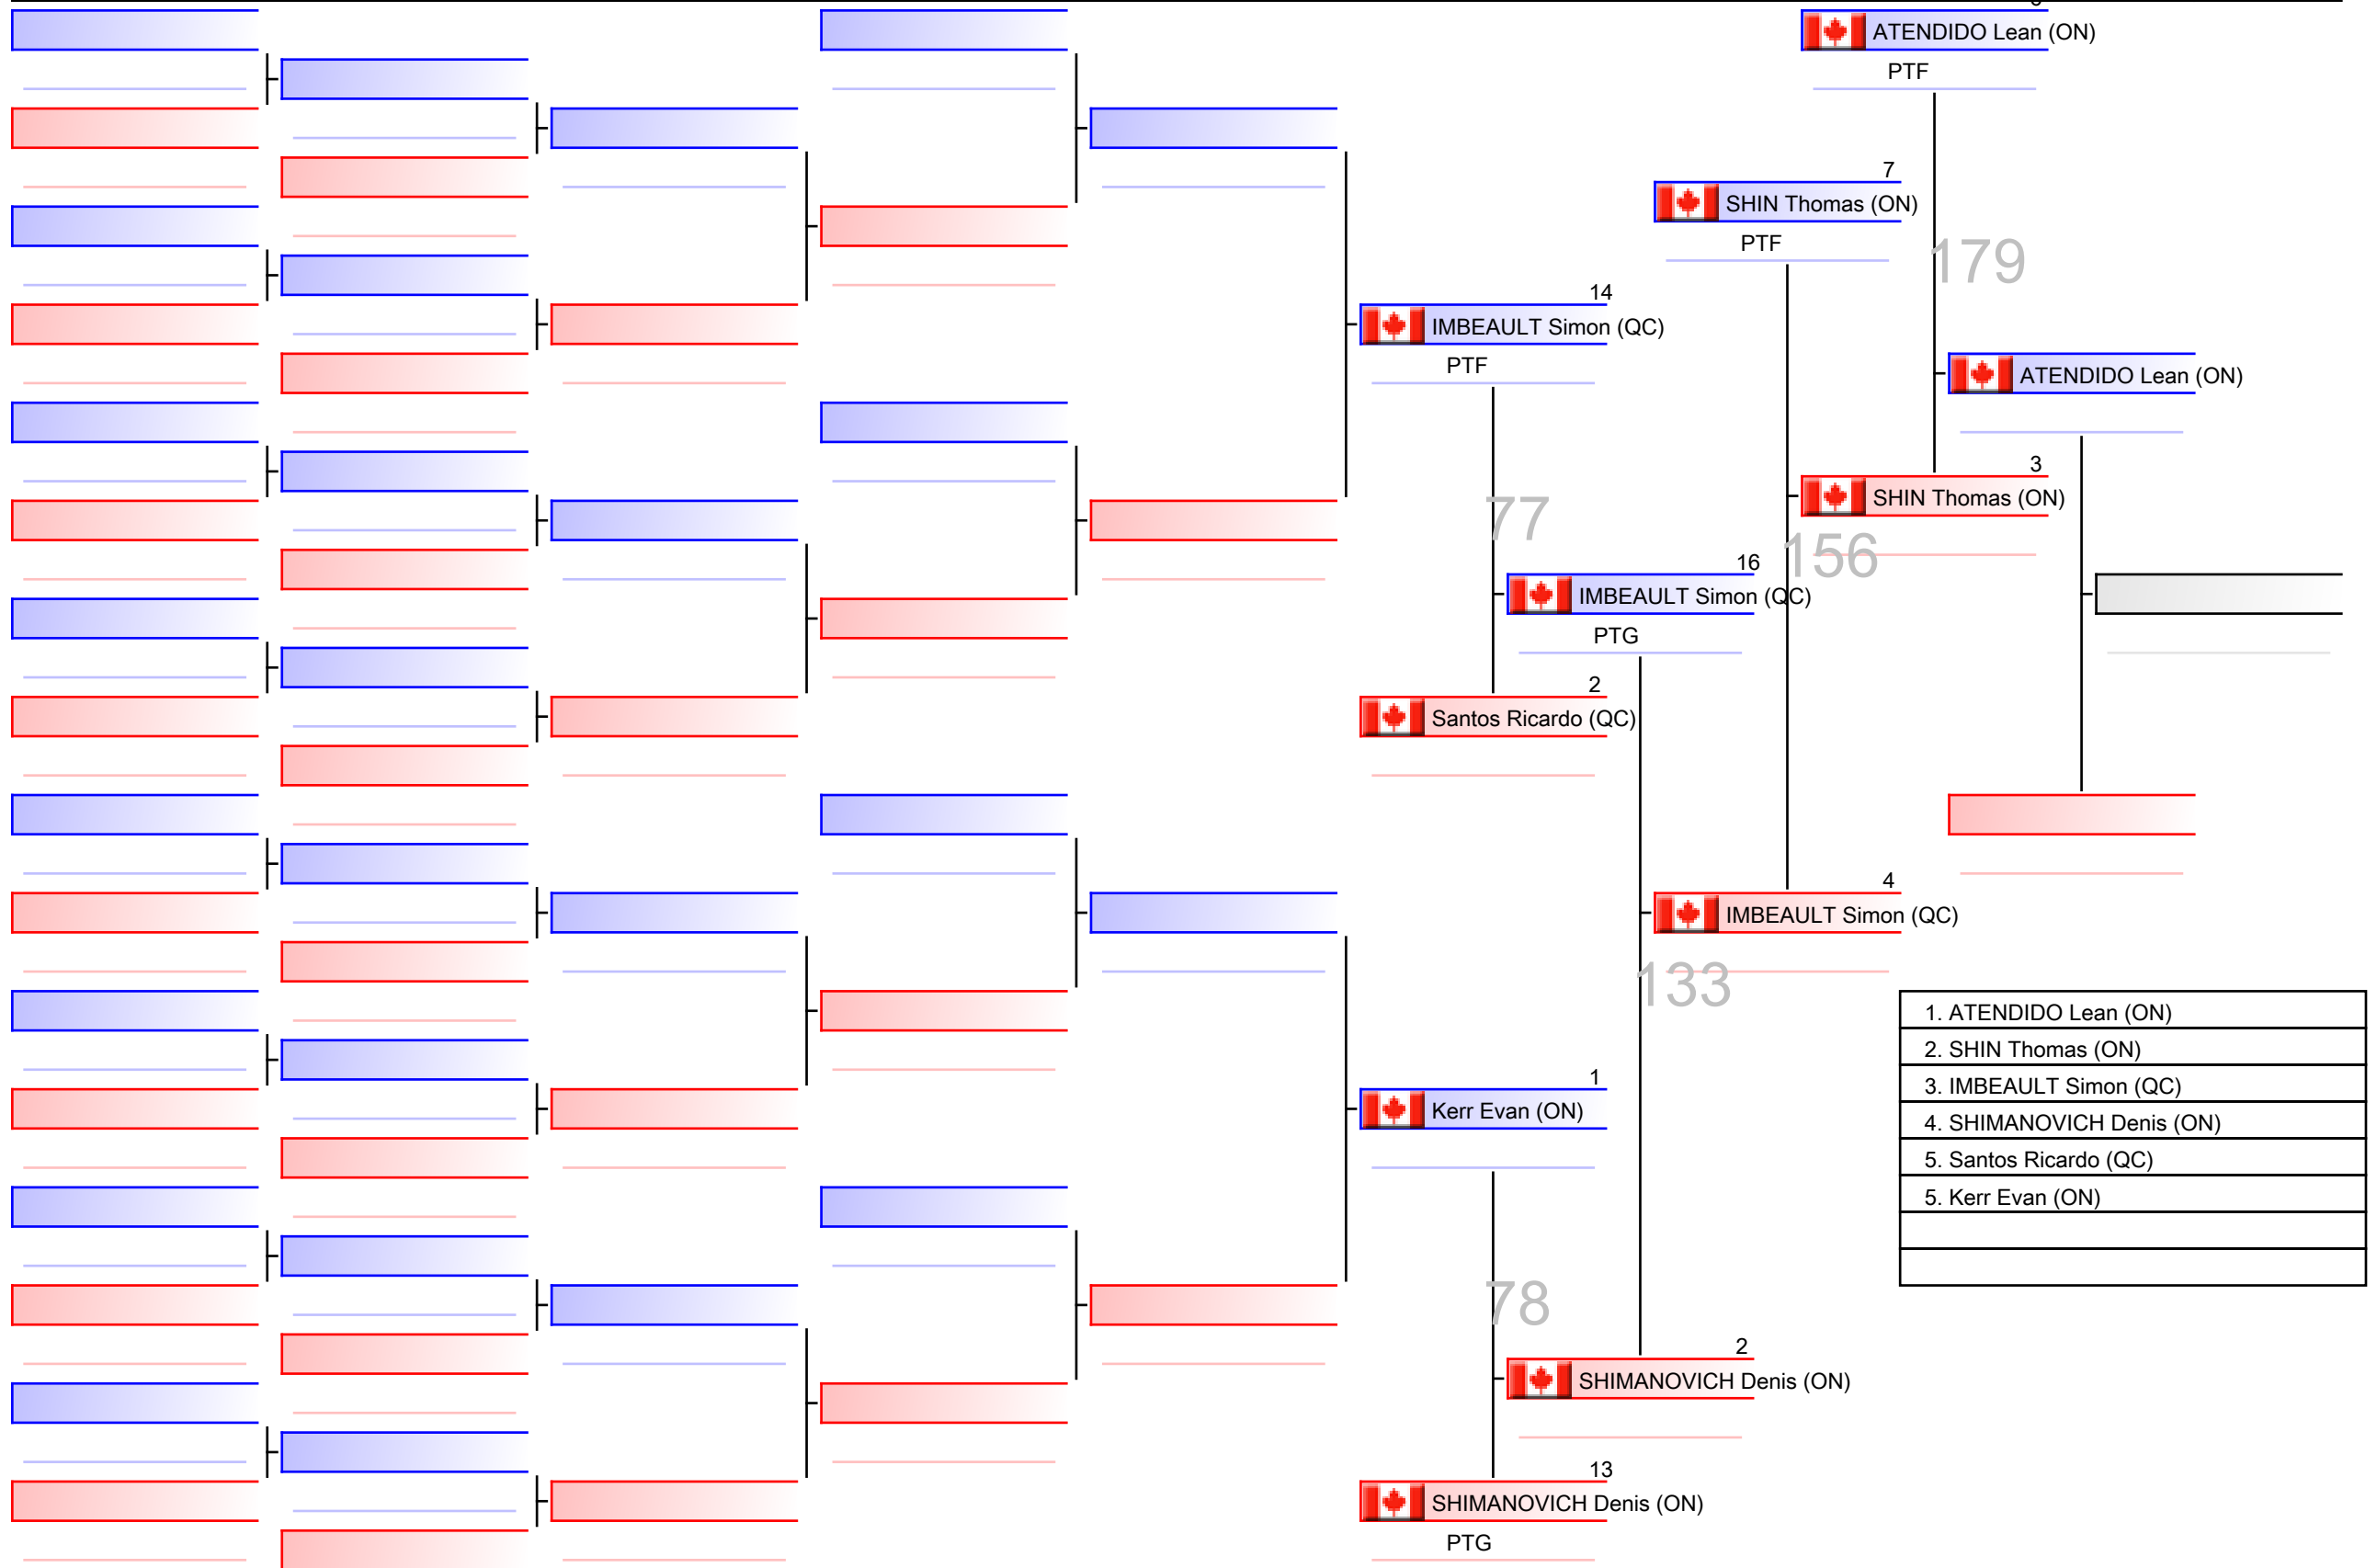 ATENDIDO Lean (ON)
PTF
7
SHIN Thomas (ON)
PTF
179
14
IMBEAULT Simon (QC)
PTF
ATENDIDO Lean (ON)
3
SHIN Thomas (ON)
77
156
16
IMBEAULT Simon (QC)
PTG
2
Santos Ricardo (QC)
4
IMBEAULT Simon (QC)
133
1. ATENDIDO Lean (ON)
2. SHIN Thomas (ON)
3. IMBEAULT Simon (QC)
4. SHIMANOVICH Denis (ON)
5. Santos Ricardo (QC)
5. Kerr Evan (ON)
1
Kerr Evan (ON)
78
2
SHIMANOVICH Denis (ON)
13
SHIMANOVICH Denis (ON)
PTG